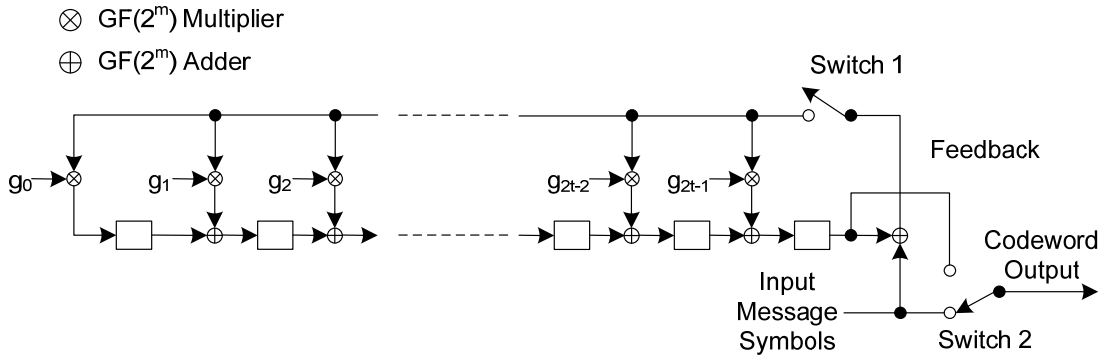 ⊗ GF(2^m) Multiplier
⊕ GF(2^m) Adder
Switch 1
Feedback
g₀
g₁
g₂
g₂ₜ₋₂
g₂ₜ₋₁
Input
Message
Symbols
Codeword
Output
Switch 2